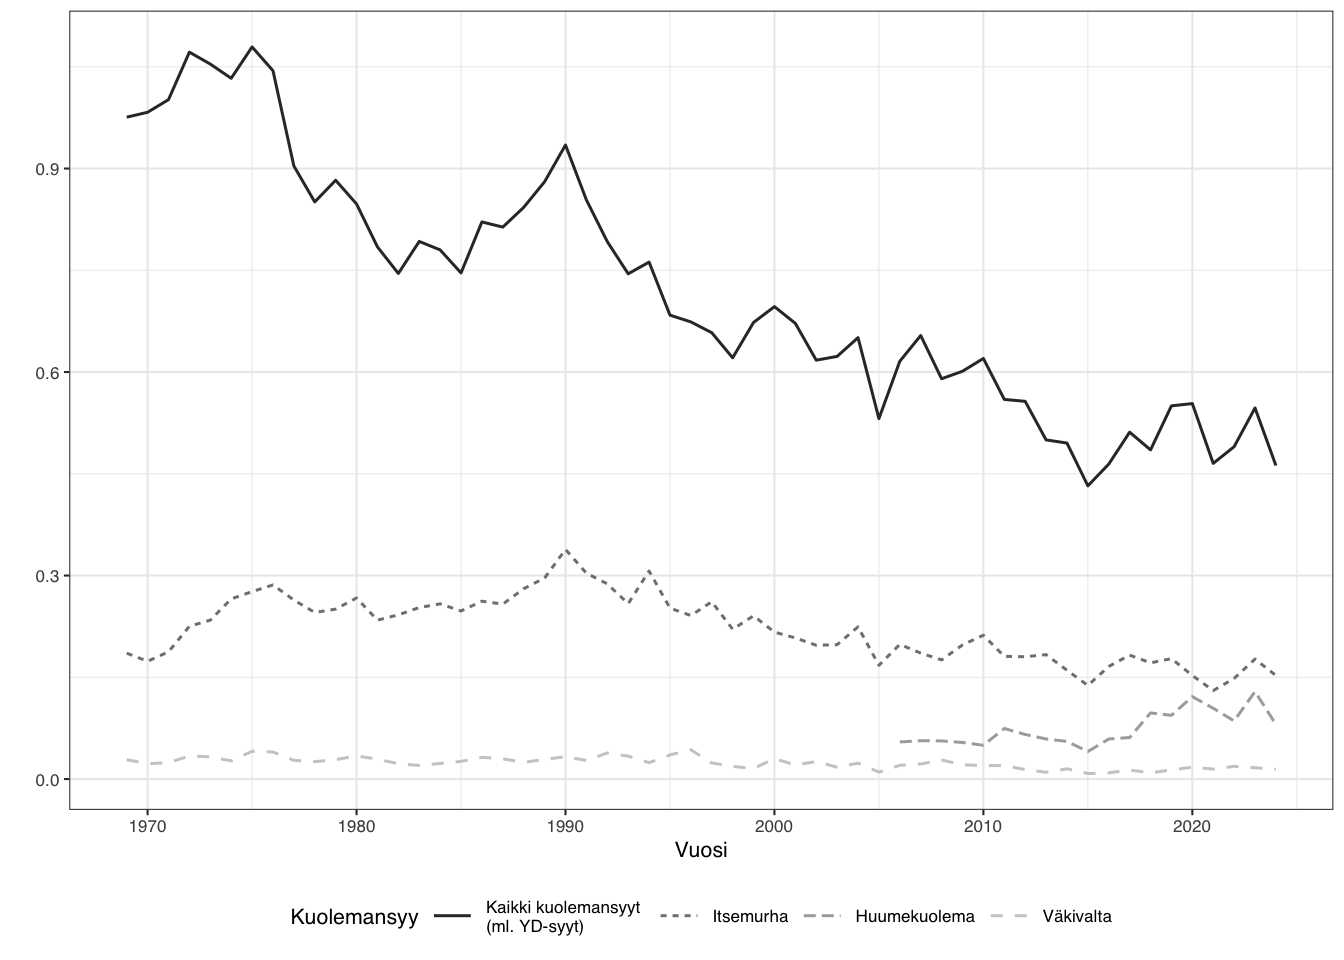 0.9
0.6
0.3
0.0
1970 1980 1990 2000 2010 2020
Vuosi
Kuolemansyy
Kaikki kuolemansyyt
(ml. YD-syyt)
Itsemurha
Huumekuolema
Väkivalta